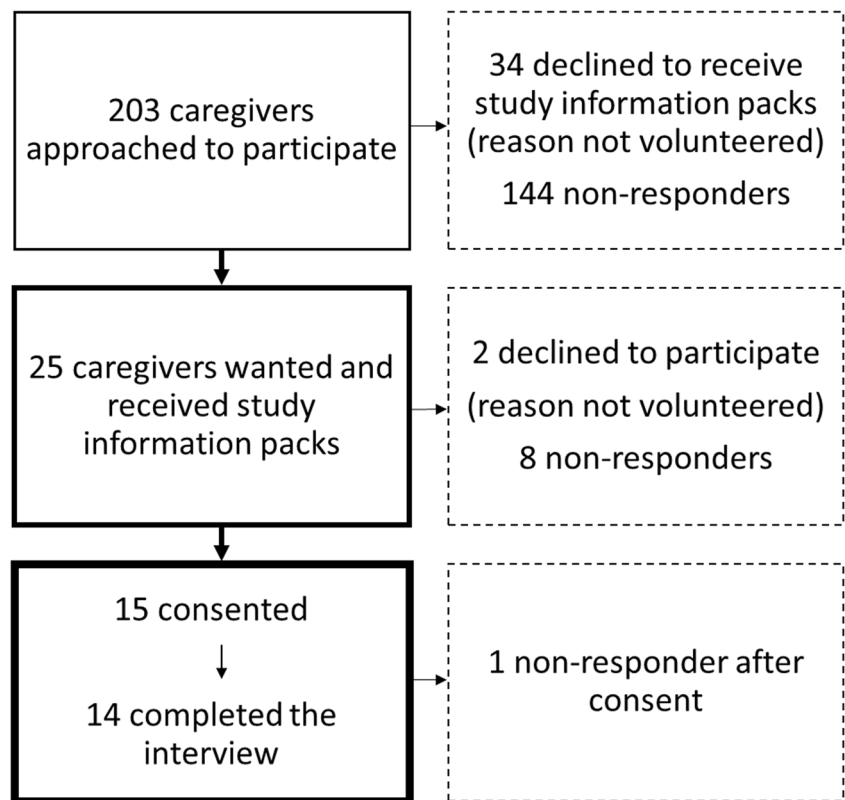 203 caregivers
approached to participate
34 declined to receive
study information packs
(reason not volunteered)
144 non-responders
25 caregivers wanted and
received study
information packs
2 declined to participate
(reason not volunteered)
8 non-responders
15 consented
14 completed the
interview
1 non-responder after
consent